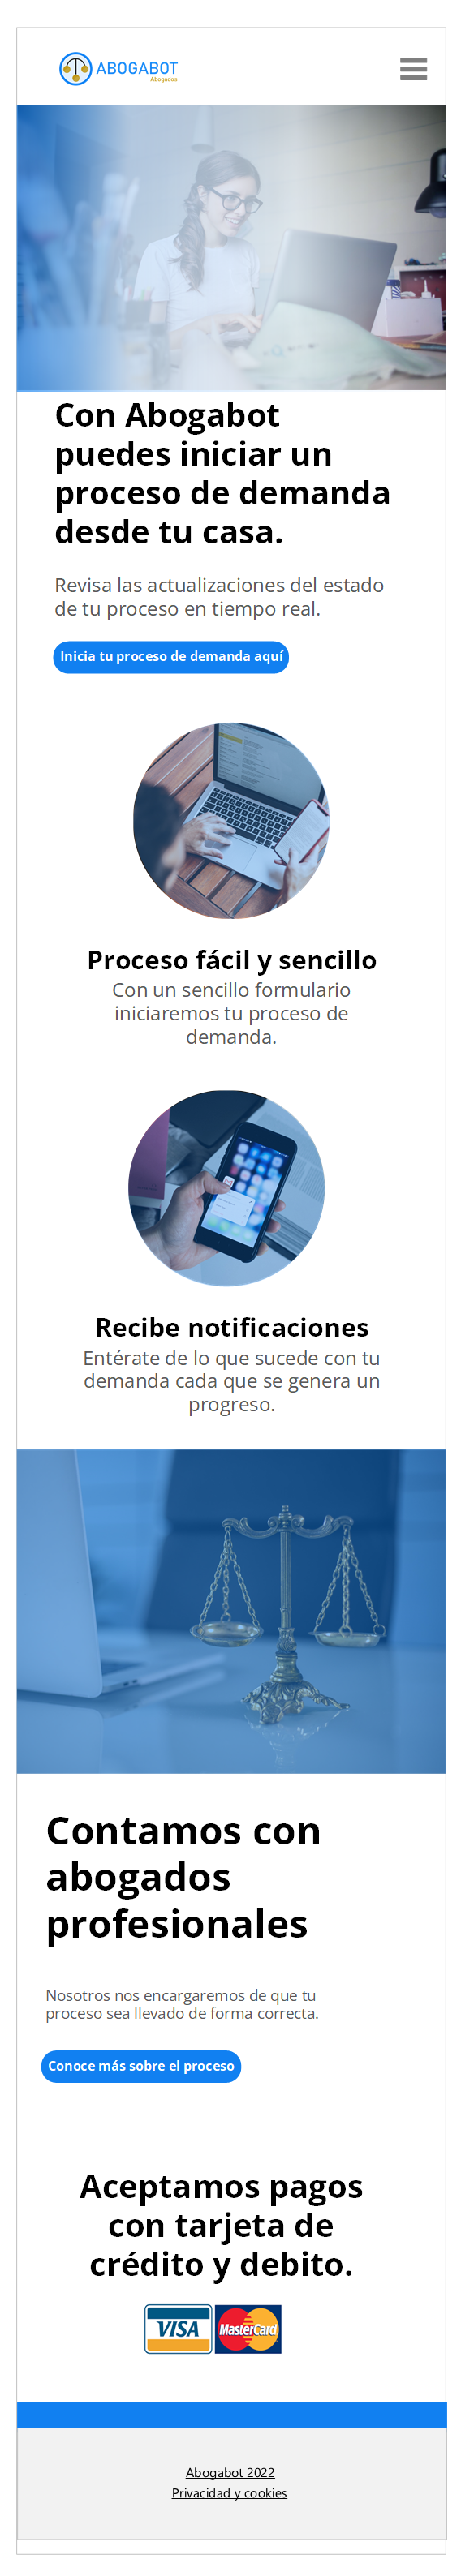 ABOGABOT
Abogados
Con Abogabot
puedes iniciar un
proceso de demanda
desde tu casa.
Revisa las actualizaciones del estado
de tu proceso en tiempo real.
Inicia tu proceso de demanda aquí
Proceso fácil y sencillo
Con un sencillo formulario
iniciaremos tu proceso de
demanda.
Recibe notificaciones
Entérate de lo que sucede con tu
demanda cada que se genera un
progreso.
Contamos con
abogados
profesionales
Nosotros nos encargaremos de que tu
proceso sea llevado de forma correcta.
Conoce más sobre el proceso
Aceptamos pagos
con tarjeta de
crédito y debito.
VISA MasterCard
Abogabot 2022
Privacidad y cookies